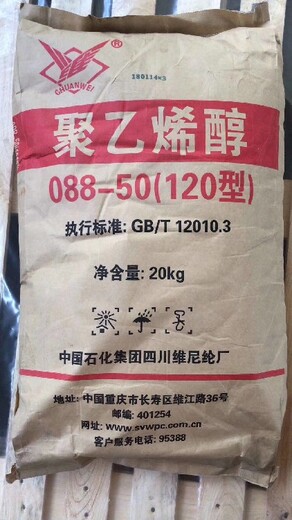 CHUANWEI
®
180114*3
聚乙烯醇
088-50(120型)
执行标准: GB/T 12010.3
净含量: 20kg
中国石化集团四川维尼纶厂
地址: 中国重庆市长寿区维江路36号
邮编: 401254
网址: www.svwpc.com.cn
客户服务电话: 95388